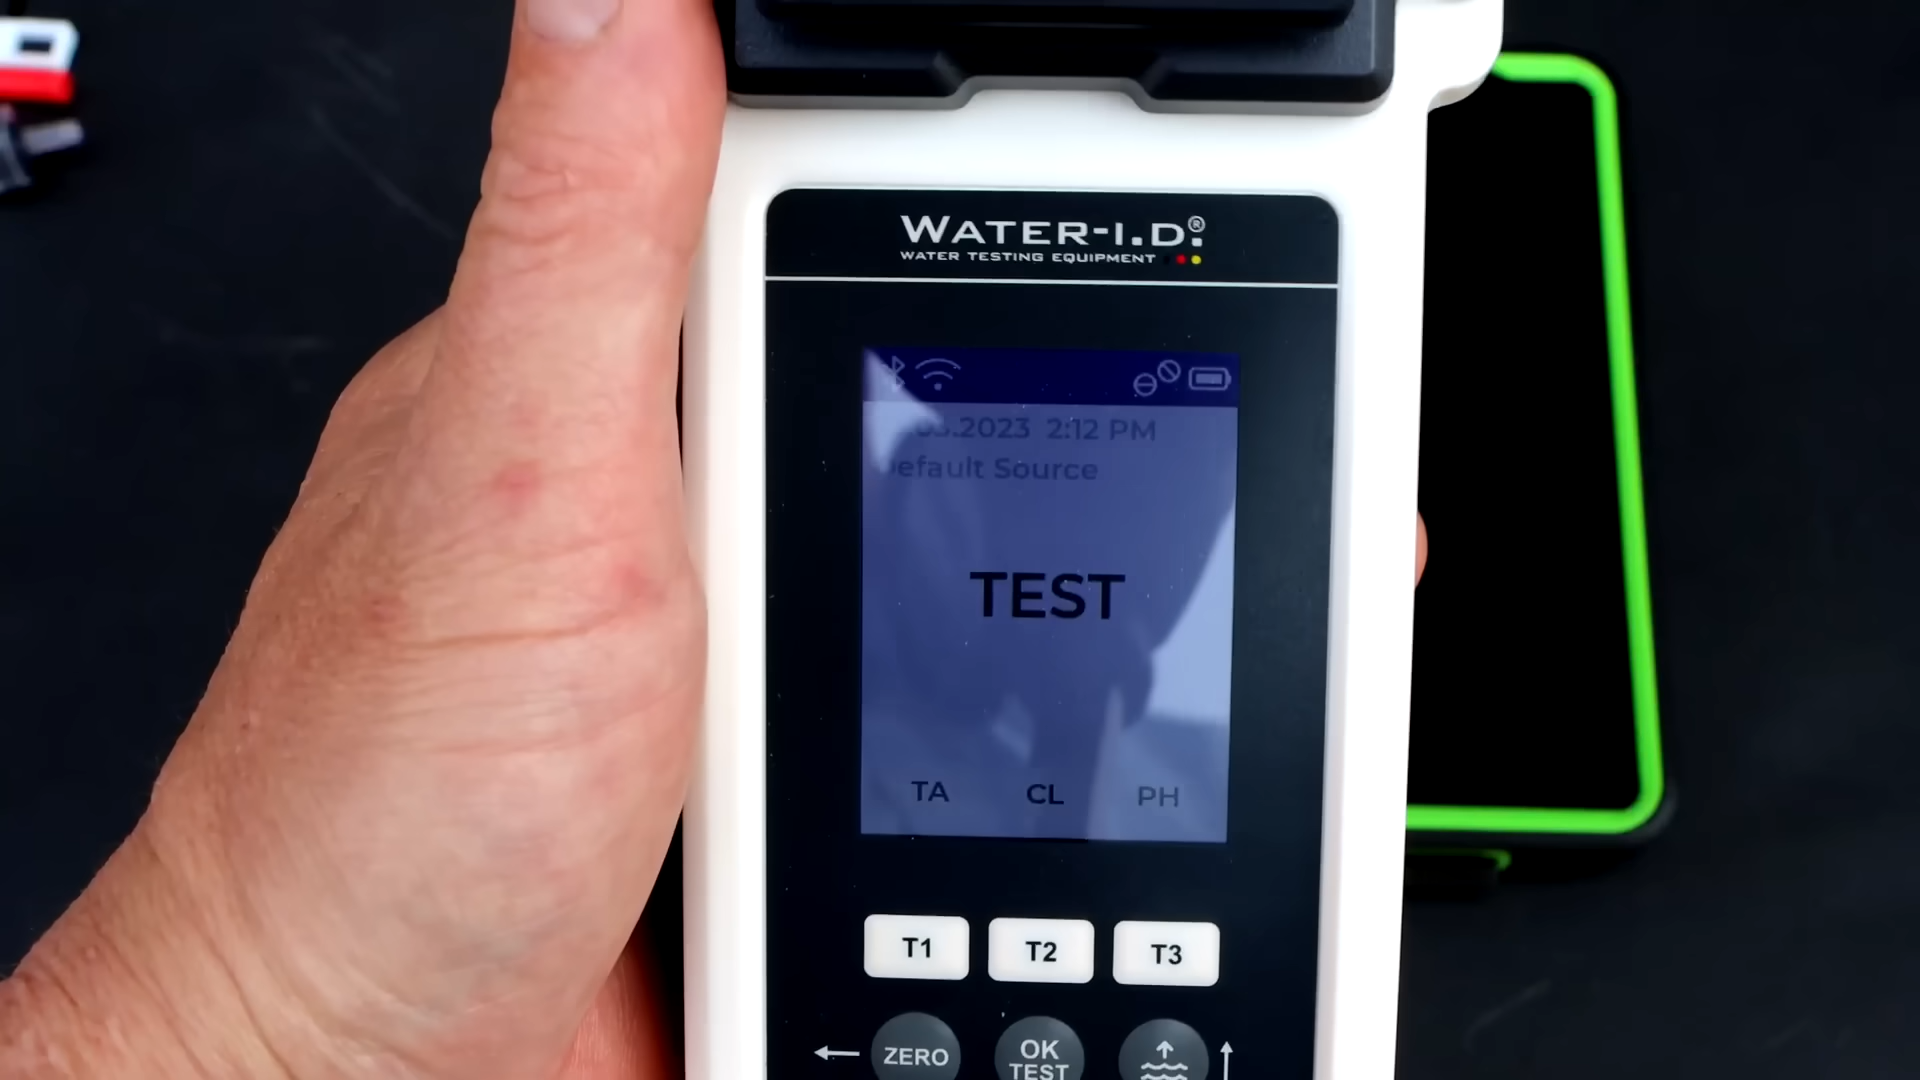 WATER-I.D.®
WATER TESTING EQUIPMENT
.2023 2:12 PM
Default Source
TEST
TA CL PH
T1 T2 T3
ZERO OK
TEST